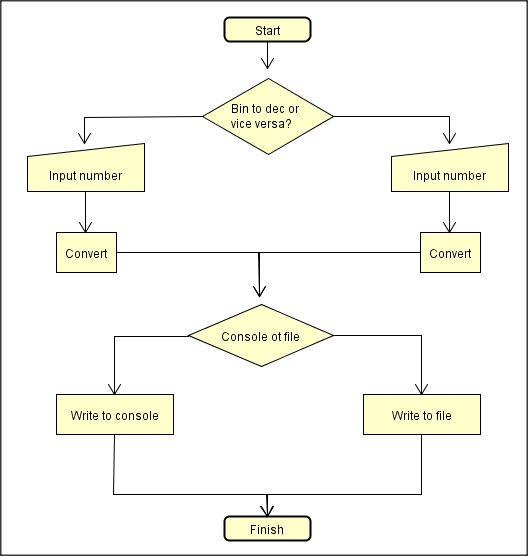 Start
Bin to dec or
vice versa?
Input number
Input number
Convert
Convert
Console ot file
Write to console
Write to file
Finish